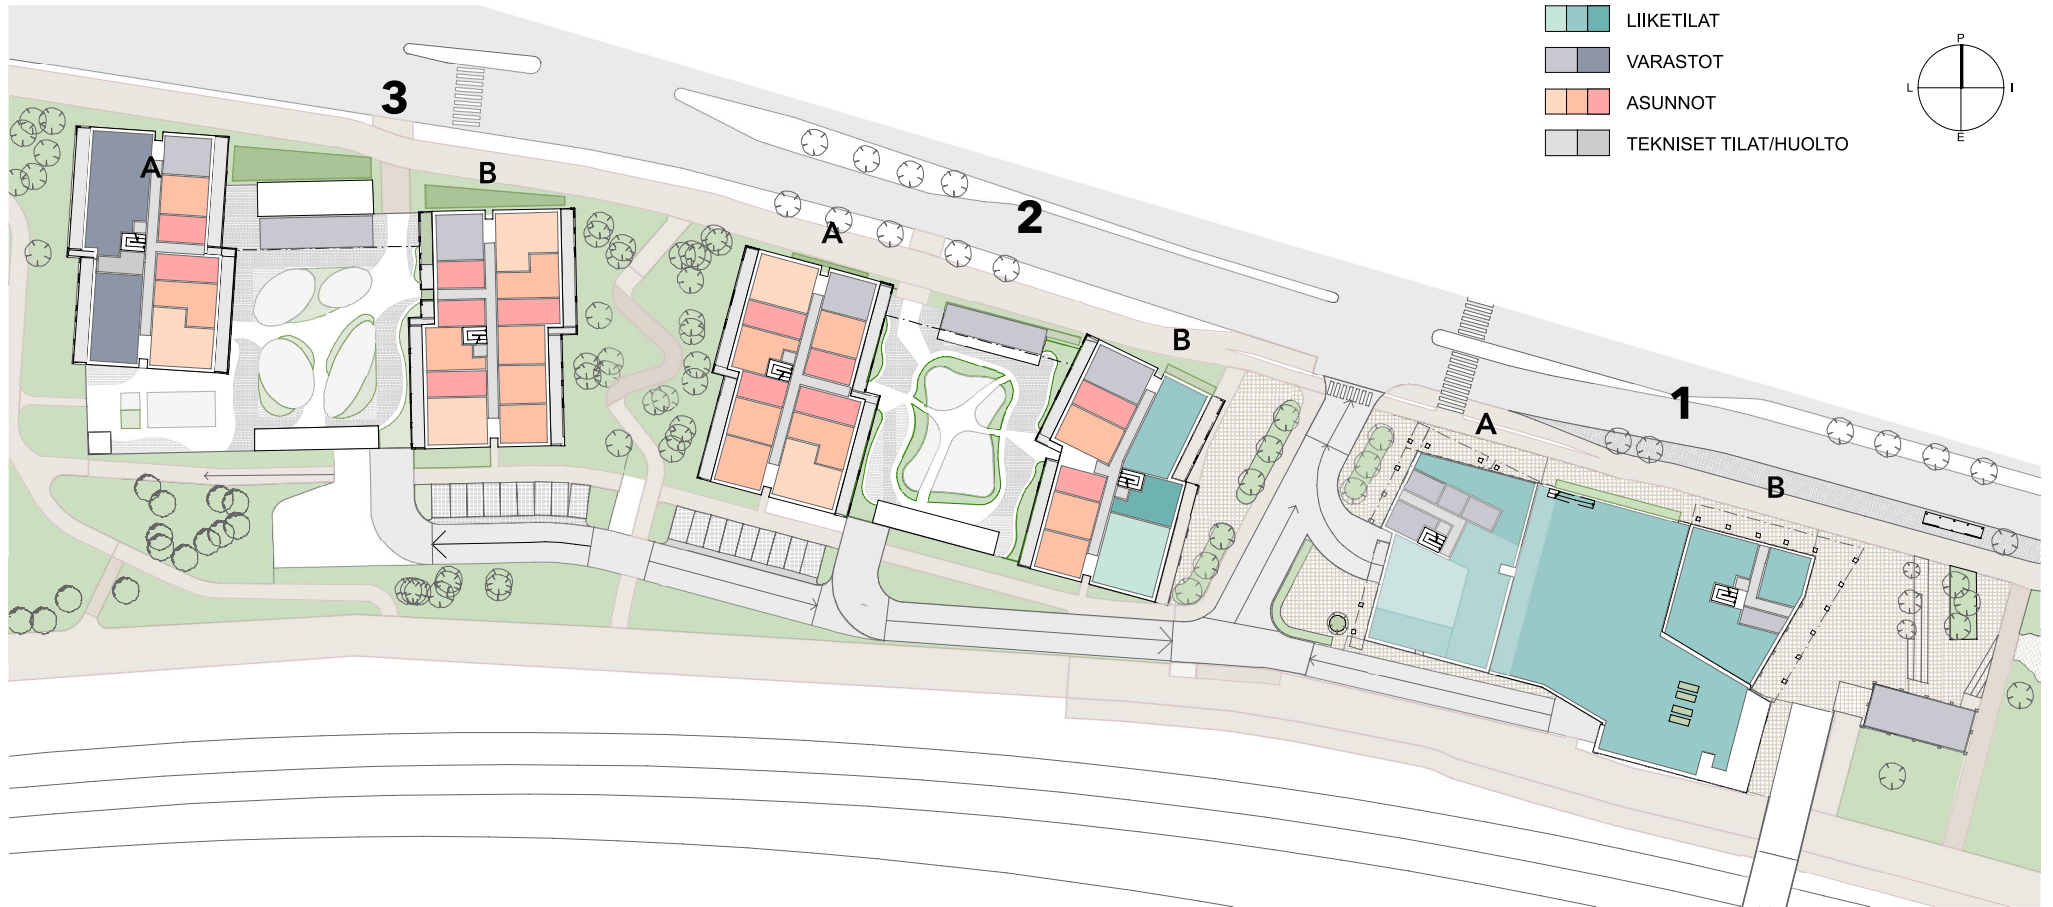 LIIKETILAT
VARASTOT
ASUNNOT
TEKNISET TILAT/HUOLTO
P
L
I
E
3
A
B
2
A
B
1
A
B